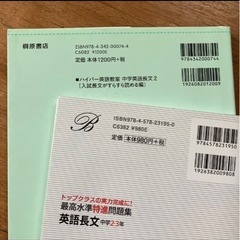 桐原書店
ISBN978-4-342-00074-4
C6082 ¥1200E
定価 本体1200円+税
■ハイパー英語教室 中学英語長文2
［入試長文がすらすら読める編］
9784342000744
1926082012009
B
ISBN978-4-578-23195-0
C6382 ¥980E
定価 本体980円+税
9784578231950
1926382009808
トップクラスの実力完成に!
最高水準特進問題集
英語長文 中学2・3年